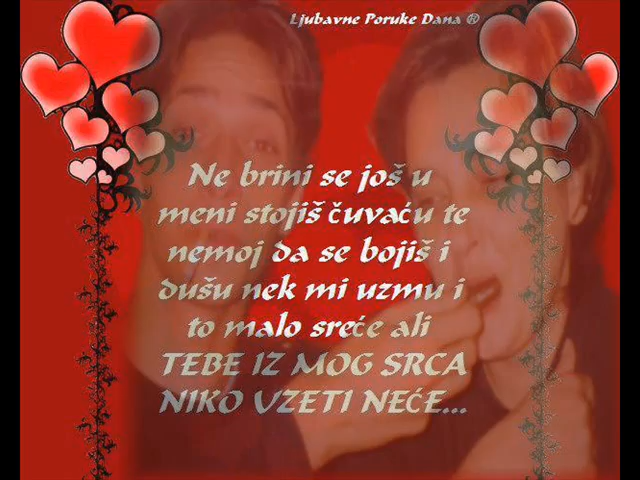 Ljubavne Poruke Dana ®
Ne brini se još u
meni stojiš čuvaću te
nemoj da se bojiš i
dušu nek mi uzmu i
to malo sreće ali
TEBE IZ MOG SRCA
NIKO UZETI NEĆE...